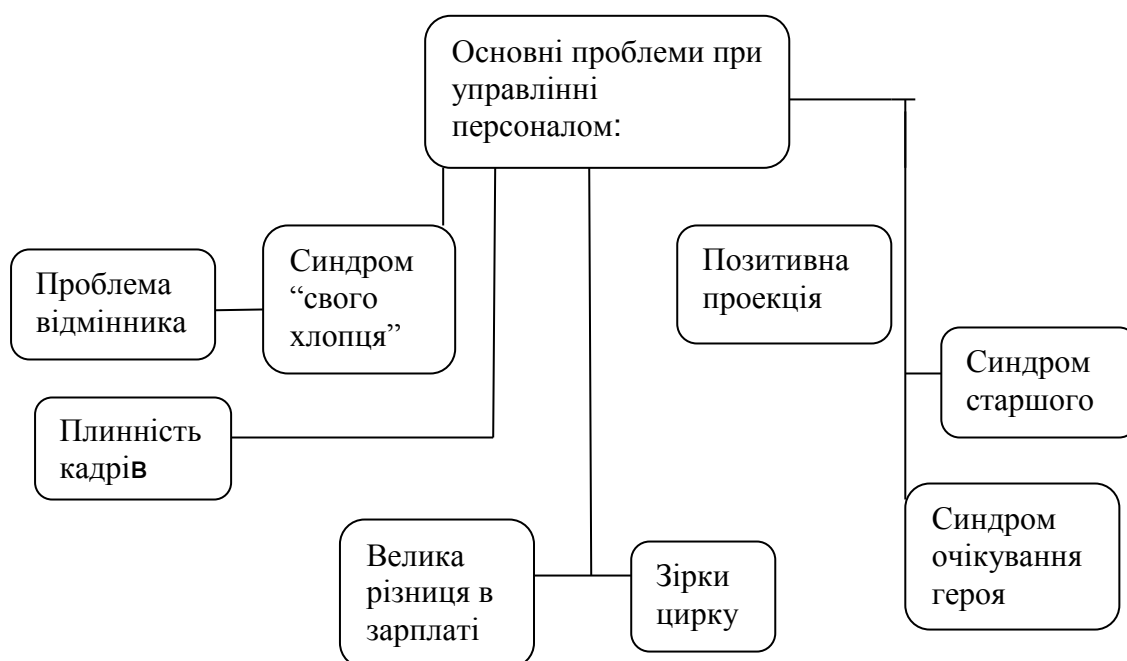 Основні проблеми при
управлінні
персоналом:
Проблема
відмінника
Синдром
“свого
хлопця”
Позитивна
проекція
Синдром
старшого
Плинність
кадрів
Синдром
очікування
героя
Велика
різниця в
зарплаті
Зірки
цирку